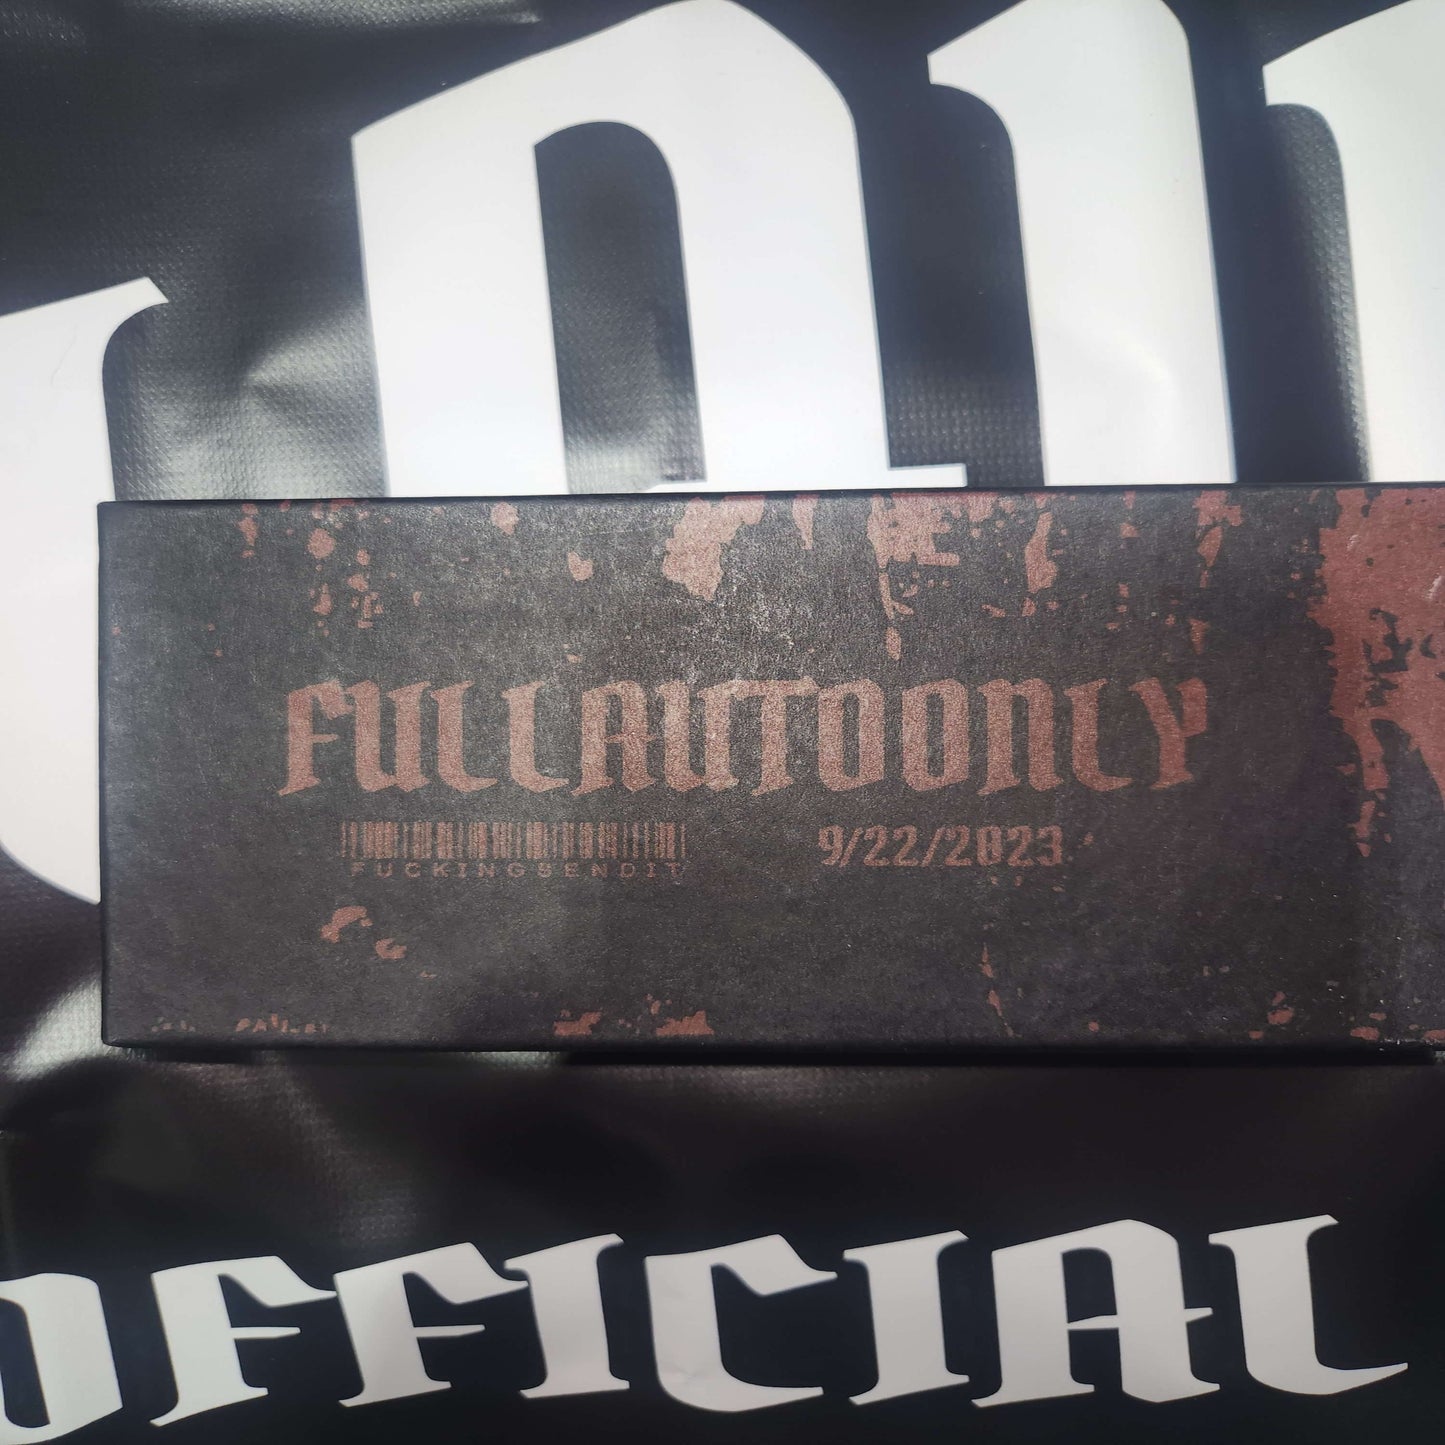 FULLAUTOONLY
FUCKINGSENDIT
9/22/2023
OFFICIAL